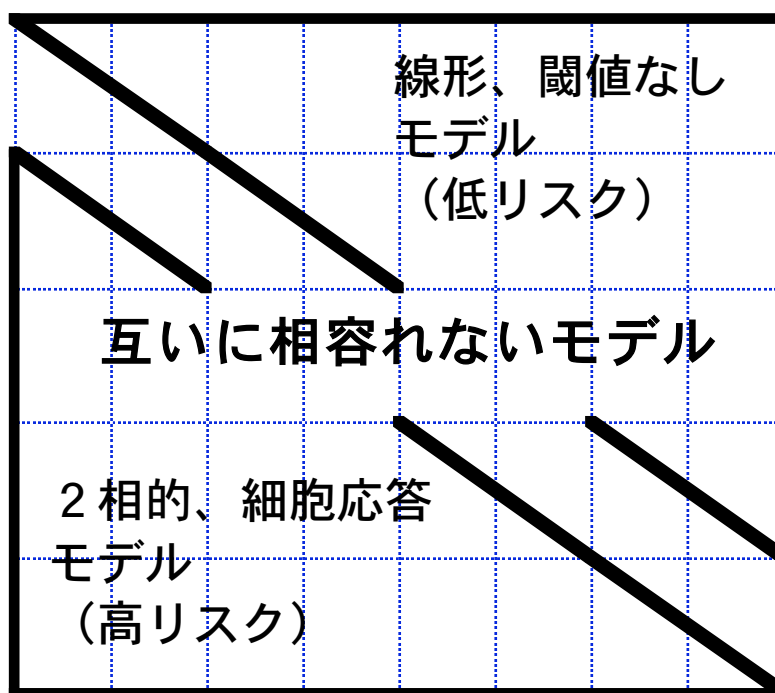 線形、閾値なし
モデル
（低リスク）
互いに相容れないモデル
２相的、細胞応答
モデル
（高リスク）